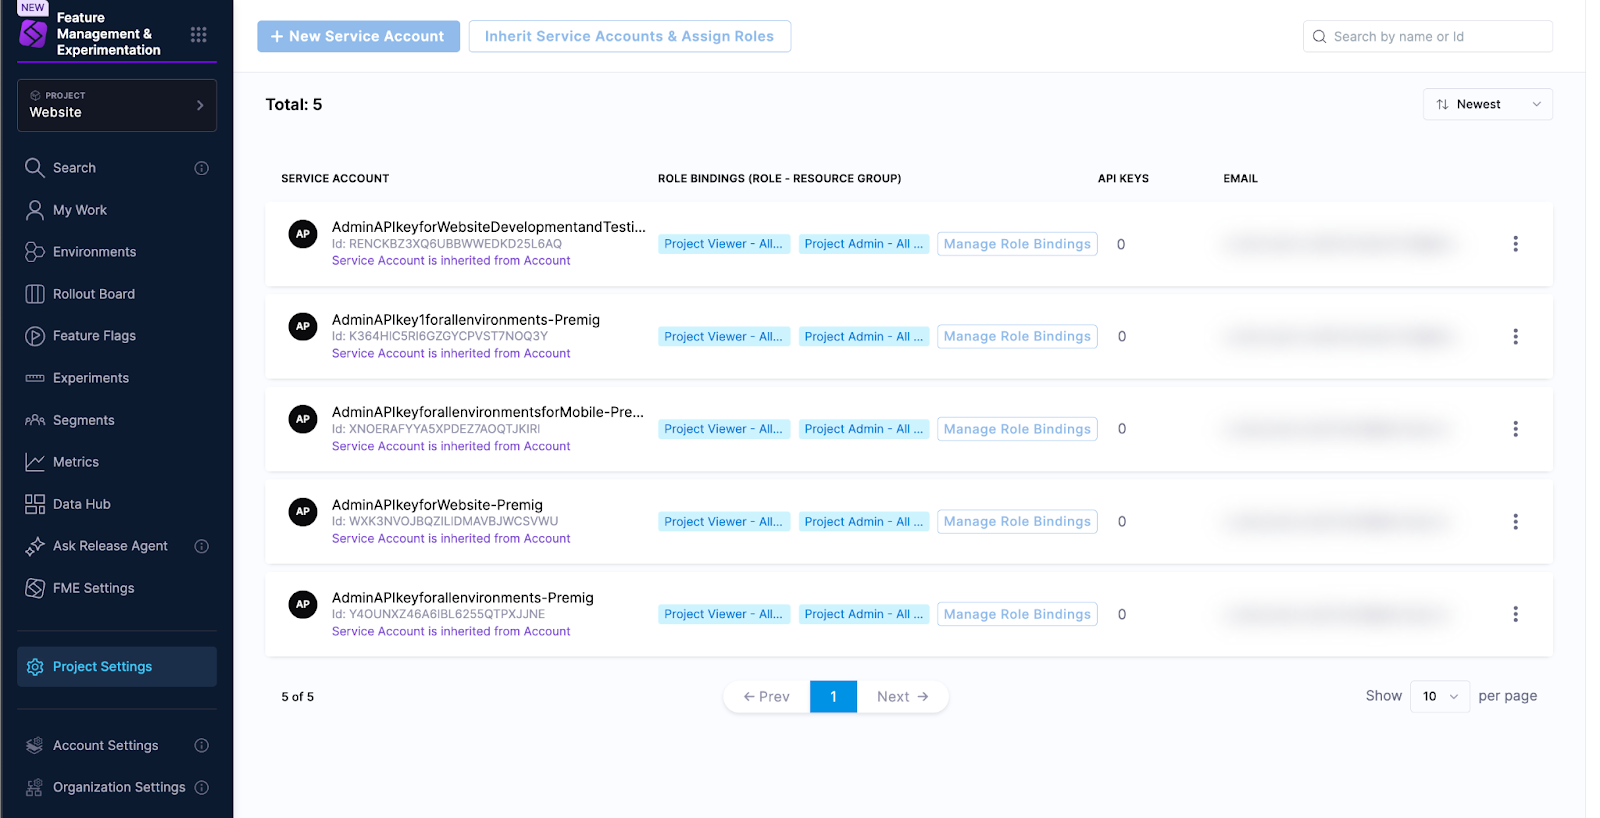 NEW
Feature
Management &
Experimentation
PROJECT
Website
Search
My Work
Environments
Rollout Board
Feature Flags
Experiments
Segments
Metrics
Data Hub
Ask Release Agent
FME Settings
Project Settings
Account Settings
Organization Settings
+ New Service Account
Inherit Service Accounts & Assign Roles
Search by name or Id
Total: 5
Newest
SERVICE ACCOUNT ROLE BINDINGS (ROLE - RESOURCE GROUP) API KEYS EMAIL
AP
AdminAPIkeyforWebsiteDevelopmentandTesti...
Id: RENCKBZ3XQ6UBBWWEDKD25L6AQ
Service Account is inherited from Account
Project Viewer - All... Project Admin - All ... Manage Role Bindings 0
AP
AdminAPIkey1forallenvironments-Premig
Id: K364HIC5RI6GZGYCPVST7NOQ3Y
Service Account is inherited from Account
Project Viewer - All... Project Admin - All ... Manage Role Bindings 0
AP
AdminAPIkeyforallenvironmentsforMobile-Pre...
Id: XNOERAFYYA5XPDEZ7AOQTJKIRI
Service Account is inherited from Account
Project Viewer - All... Project Admin - All ... Manage Role Bindings 0
AP
AdminAPIkeyforWebsite-Premig
Id: WXK3NVOJBQZILIDMAVBJWCSVWU
Service Account is inherited from Account
Project Viewer - All... Project Admin - All ... Manage Role Bindings 0
AP
AdminAPIkeyforallenvironments-Premig
Id: Y4OUNXZ46A6IBL6255QTPXJJNE
Service Account is inherited from Account
Project Viewer - All... Project Admin - All ... Manage Role Bindings 0
5 of 5
← Prev 1 Next →
Show 10 per page